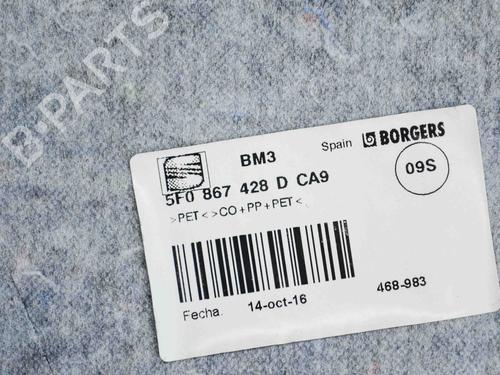 B-PARTS
BM3
Spain BORGERS
5F0 867 428 D CA9
09S
>PET< >CO+PP+PET<
468-983
Fecha. 14-oct-16